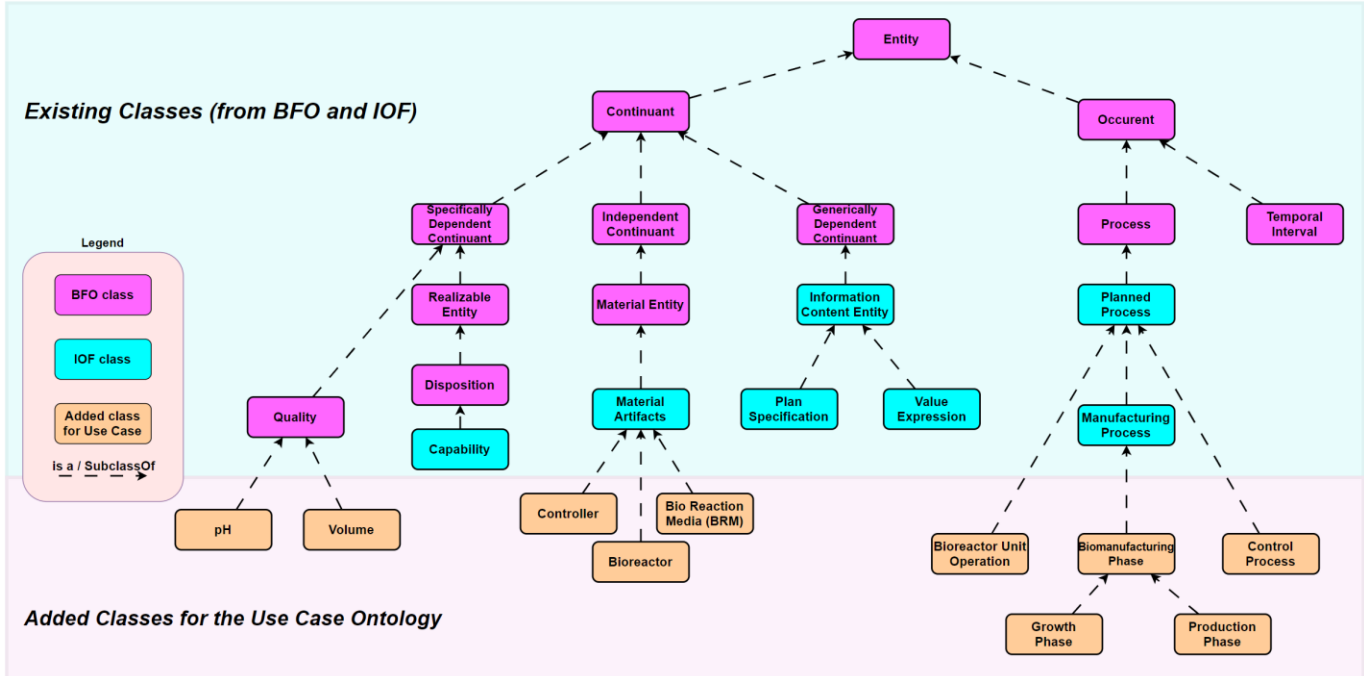 Entity
Existing Classes (from BFO and IOF)
Continuant
Occurent
Specifically
Dependent
Continuant
Independent
Continuant
Generically
Dependent
Continuant
Process
Temporal
Interval
Legend
BFO class
IOF class
Added class
for Use Case
is a / SubclassOf
Realizable
Entity
Material Entity
Information
Content Entity
Planned
Process
Disposition
Quality
Capability
Material
Artifacts
Plan
Specification
Value
Expression
Manufacturing
Process
pH
Volume
Controller
Bio Reaction
Media (BRM)
Bioreactor
Bioreactor Unit
Operation
Biomanufacturing
Phase
Control
Process
Added Classes for the Use Case Ontology
Growth
Phase
Production
Phase